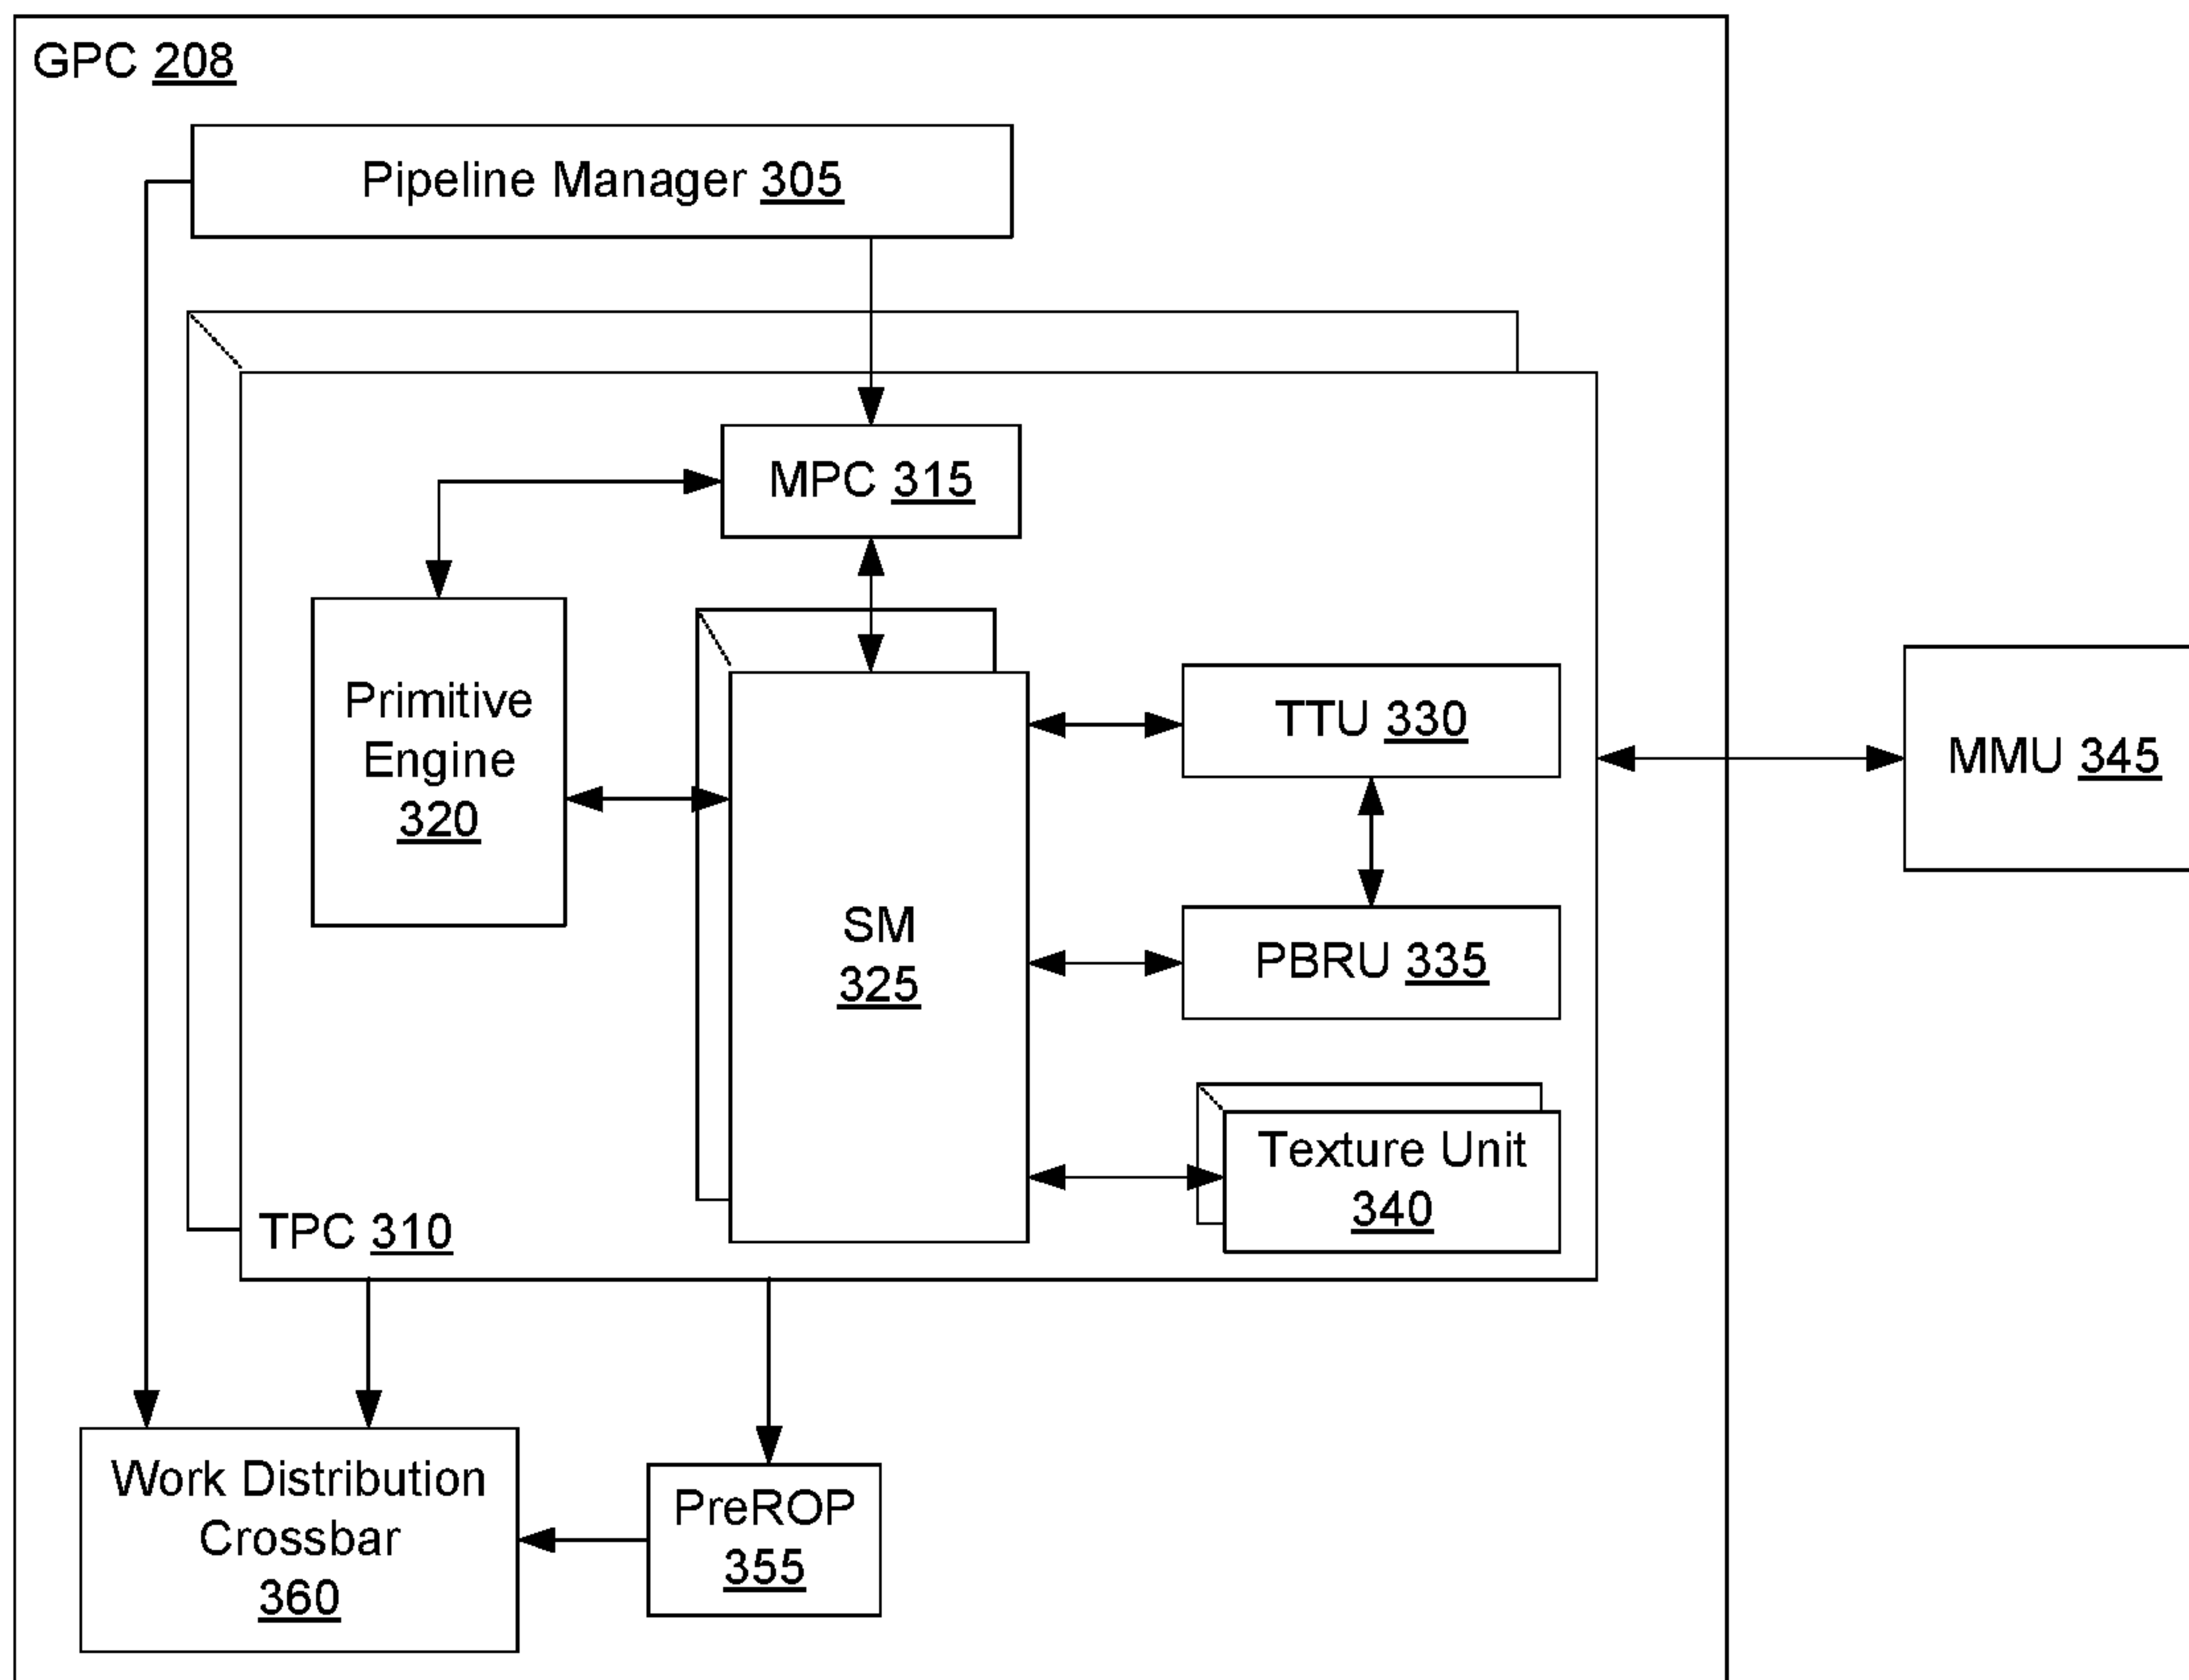 GPC 208
Pipeline Manager 305
MPC 315
Primitive
Engine
320
SM
325
TTU 330
PBRU 335
Texture Unit
340
TPC 310
MMU 345
Work Distribution
Crossbar
360
PreROP
355